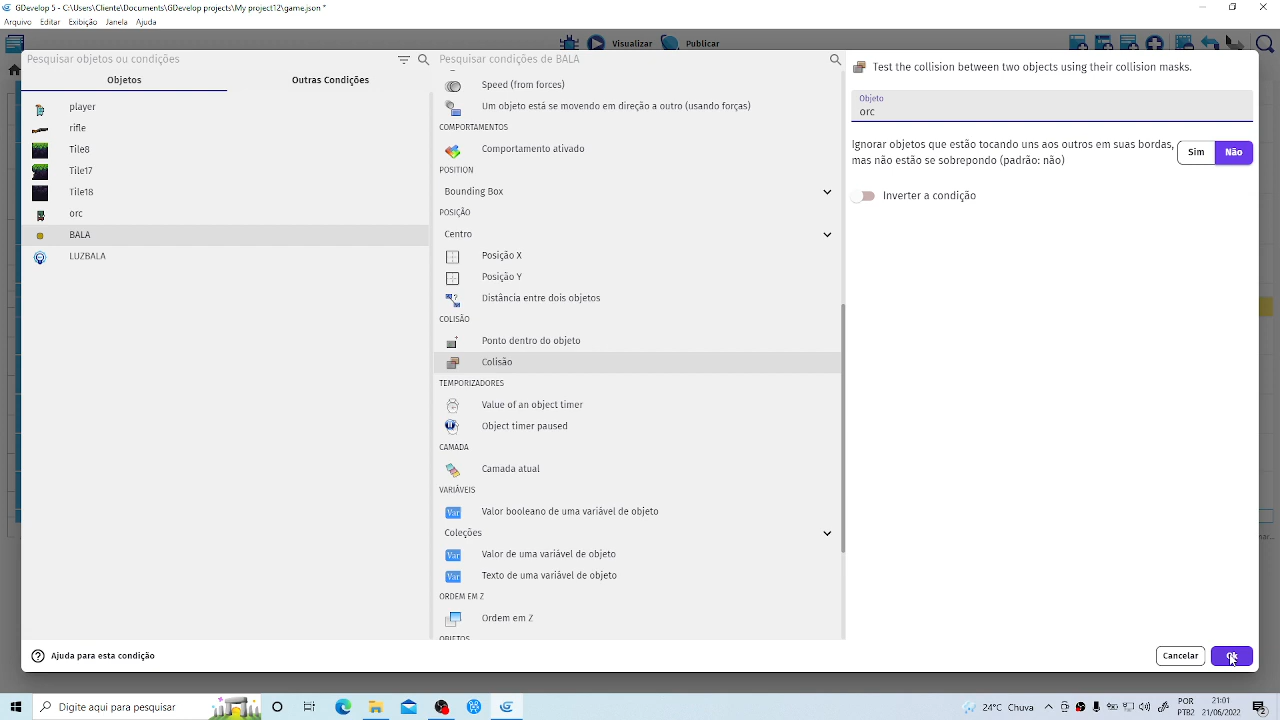 GDevelop 5 - C:\Users\Cliente\Documents\GDevelop projects\My project12\game.json *
Arquivo Editar Exibição Janela Ajuda
Visualizar Publicar
Pesquisar objetos ou condições
Objetos Outras Condições
player
rifle
Tile8
Tile17
Tile18
orc
BALA
LUZBALA
Pesquisar condições de BALA
Speed (from forces)
Um objeto está se movendo em direção a outro (usando forças)
COMPORTAMENTOS
Comportamento ativado
POSITION
Bounding Box
POSIÇÃO
Centro
Posição X
Posição Y
Distância entre dois objetos
COLISÃO
Ponto dentro do objeto
Colisão
TEMPORIZADORES
Value of an object timer
Object timer paused
CAMADA
Camada atual
VARIÁVEIS
Var Valor booleano de uma variável de objeto
Coleções
Var Valor de uma variável de objeto
Var Texto de uma variável de objeto
ORDEM EM Z
Ordem em Z
OBJETOS
Test the collision between two objects using their collision masks.
Objeto
orc
Ignorar objetos que estão tocando uns aos outros em suas bordas,
mas não estão se sobrepondo (padrão: não)
Sim Não
Inverter a condição
Ajuda para esta condição
Cancelar Ok
Digite aqui para pesquisar
24°C Chuva
POR
PTB2
21:01
21/06/2022
2